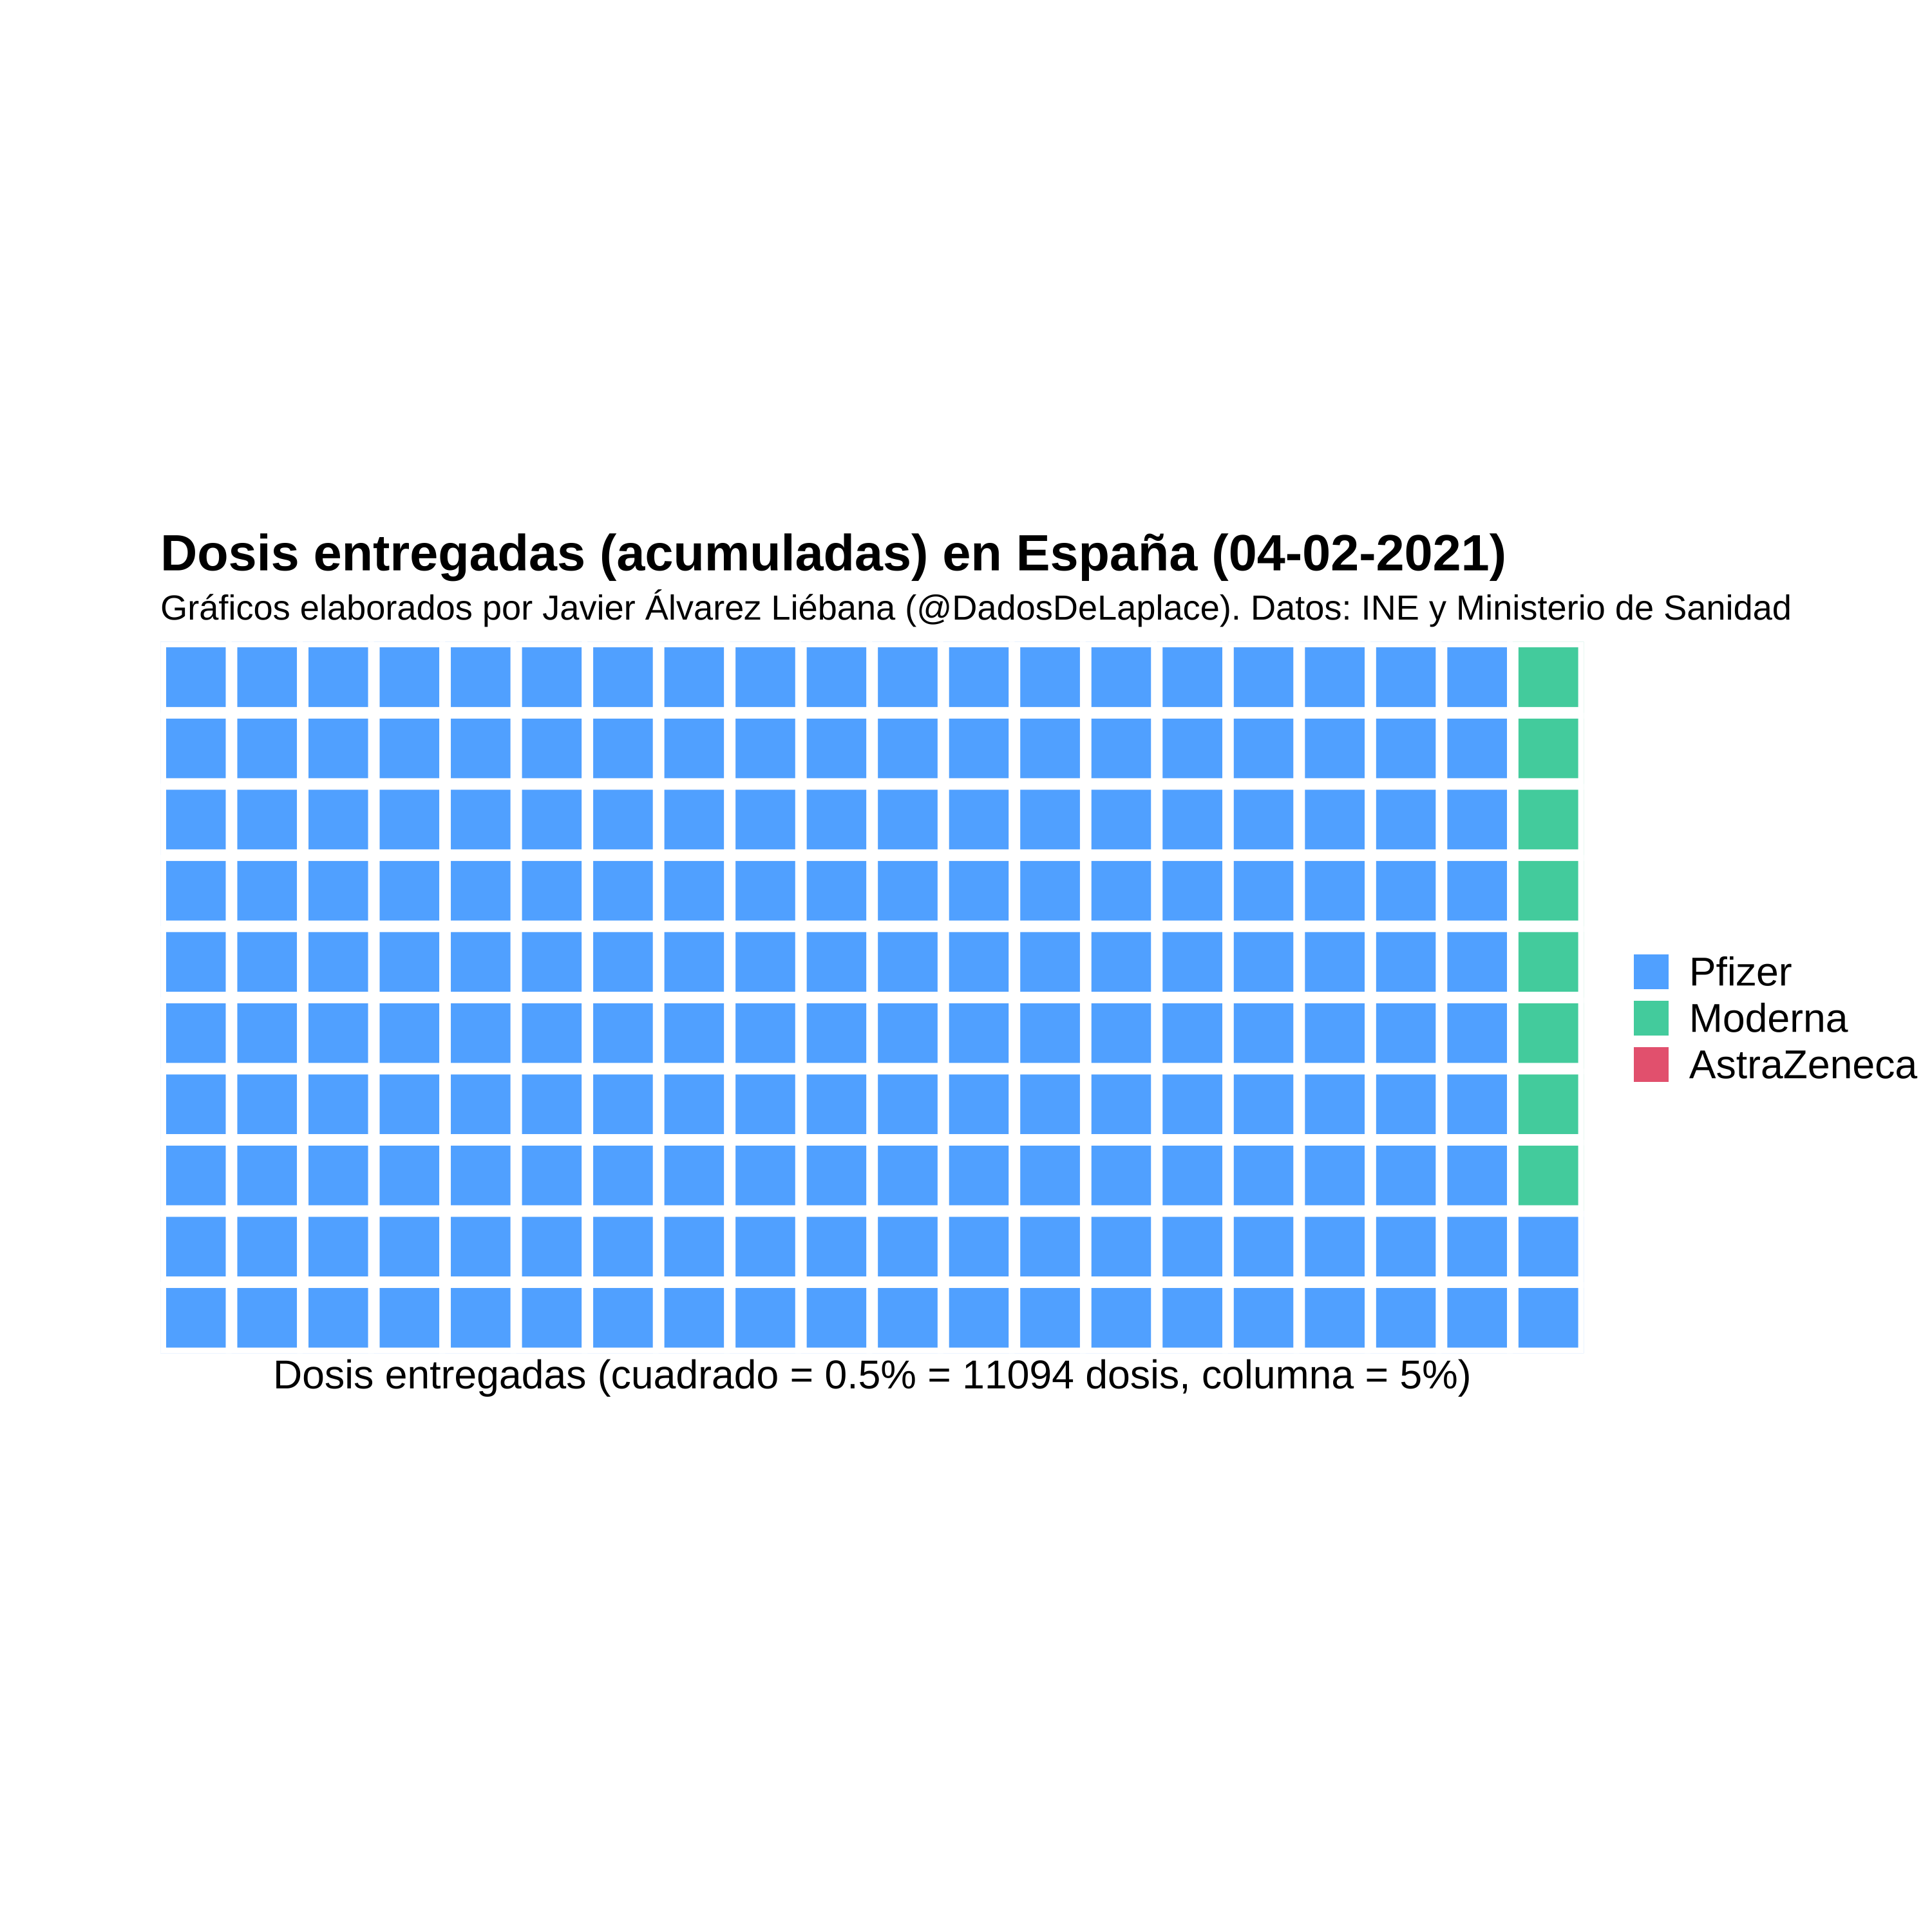 Dosis entregadas (acumuladas) en España (04-02-2021)
Gráficos elaborados por Javier Álvarez Liébana (@DadosDeLaplace). Datos: INE y Ministerio de Sanidad
Pfizer
Moderna
AstraZeneca
Dosis entregadas (cuadrado = 0.5% = 11094 dosis, columna = 5%)